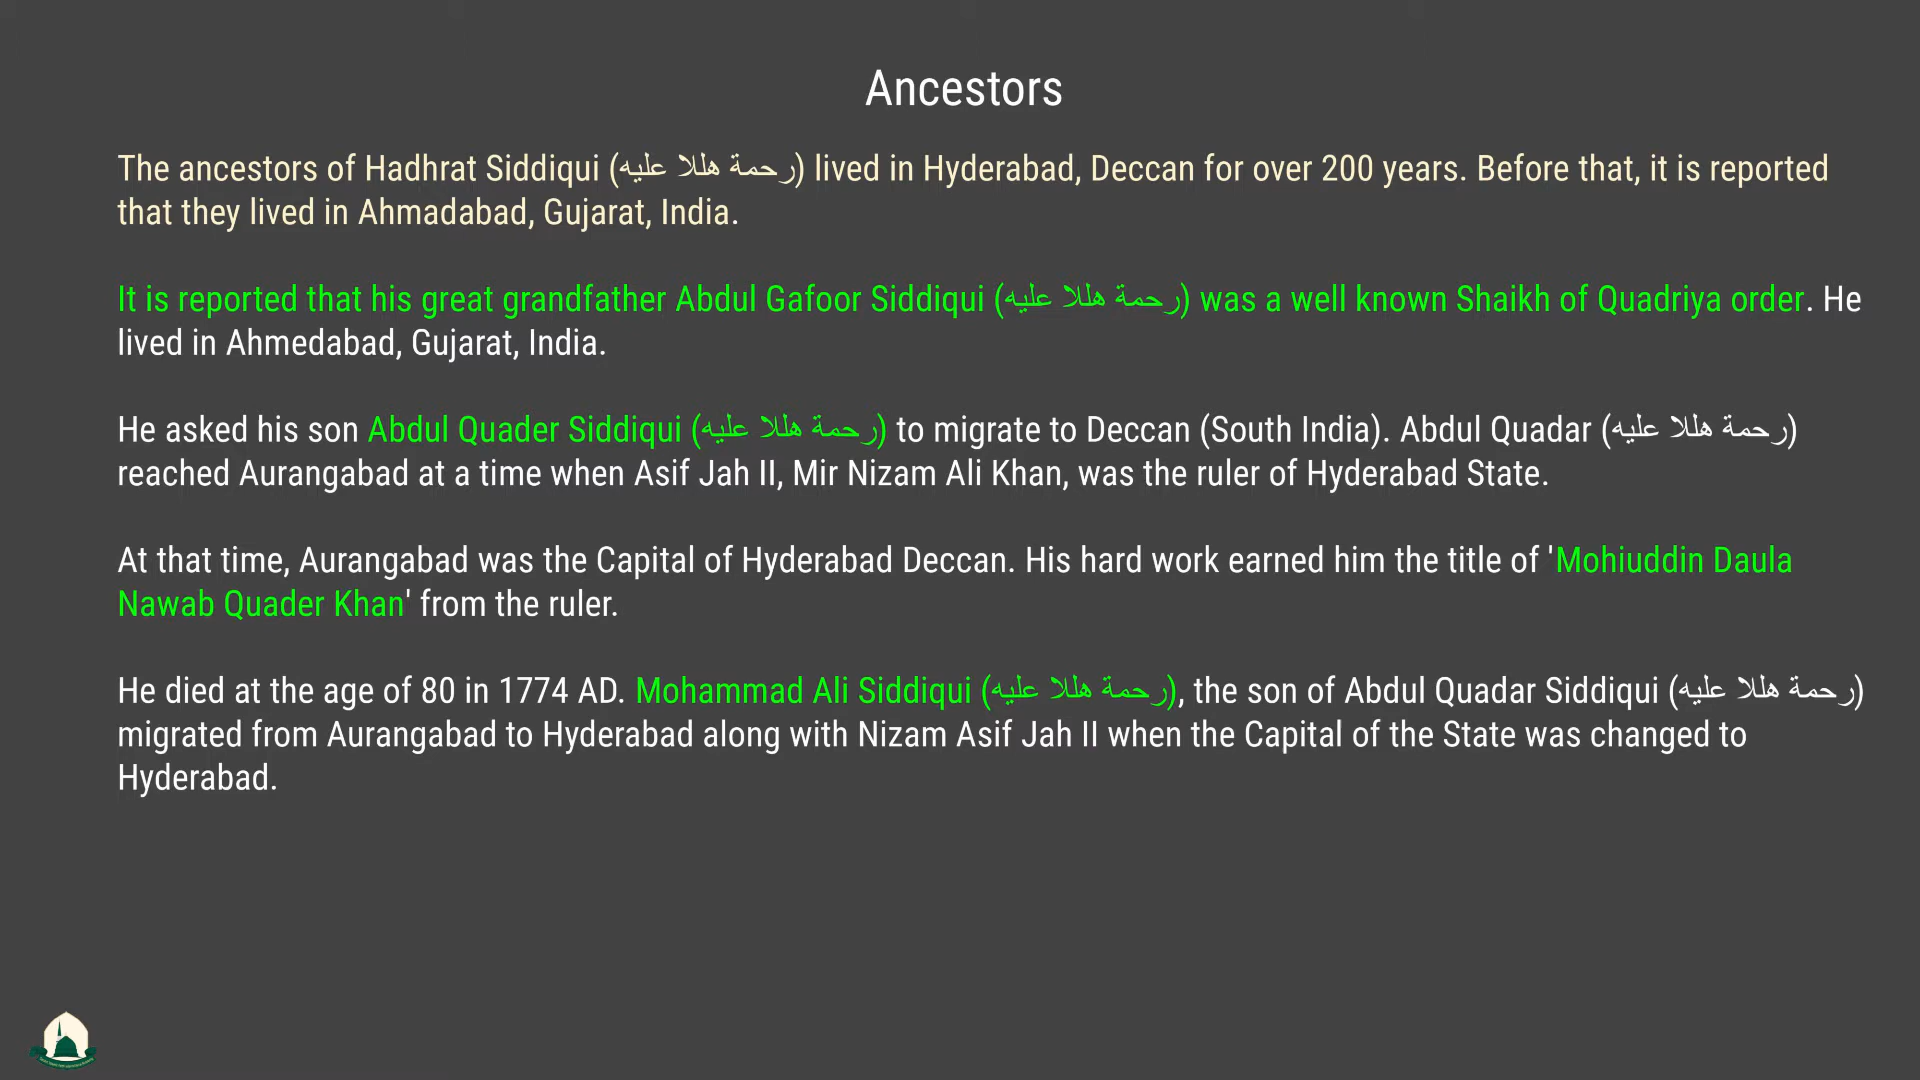 Ancestors
The ancestors of Hadhrat Siddiqui (رحمة هللا عليه) lived in Hyderabad, Deccan for over 200 years. Before that, it is reported
that they lived in Ahmadabad, Gujarat, India.
It is reported that his great grandfather Abdul Gafoor Siddiqui (رحمة هللا عليه) was a well known Shaikh of Quadriya order. He
lived in Ahmedabad, Gujarat, India.
He asked his son Abdul Quader Siddiqui (رحمة هللا عليه) to migrate to Deccan (South India). Abdul Quadar (رحمة هللا عليه)
reached Aurangabad at a time when Asif Jah II, Mir Nizam Ali Khan, was the ruler of Hyderabad State.
At that time, Aurangabad was the Capital of Hyderabad Deccan. His hard work earned him the title of 'Mohiuddin Daula
Nawab Quader Khan' from the ruler.
He died at the age of 80 in 1774 AD. Mohammad Ali Siddiqui (رحمة هللا عليه), the son of Abdul Quadar Siddiqui (رحمة هللا عليه)
migrated from Aurangabad to Hyderabad along with Nizam Asif Jah II when the Capital of the State was changed to
Hyderabad.